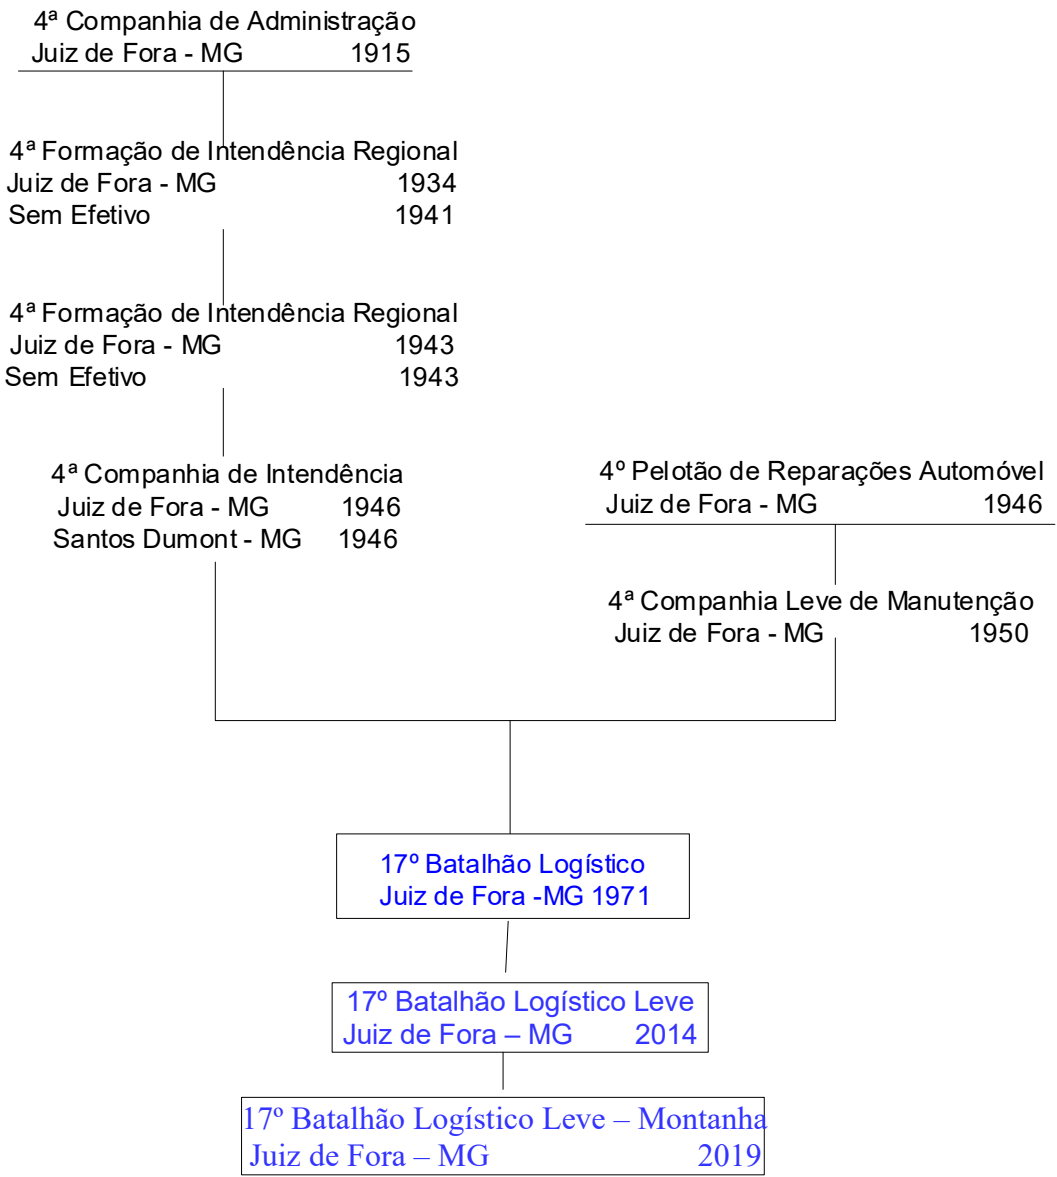 4ª Companhia de Administração
Juiz de Fora - MG 1915
4ª Formação de Intendência Regional
Juiz de Fora - MG 1934
Sem Efetivo 1941
4ª Formação de Intendência Regional
Juiz de Fora - MG 1943
Sem Efetivo 1943
4ª Companhia de Intendência
Juiz de Fora - MG 1946
Santos Dumont - MG 1946
4º Pelotão de Reparações Automóvel
Juiz de Fora - MG 1946
4ª Companhia Leve de Manutenção
Juiz de Fora - MG 1950
17º Batalhão Logístico
Juiz de Fora -MG 1971
17º Batalhão Logístico Leve
Juiz de Fora – MG 2014
17º Batalhão Logístico Leve – Montanha
Juiz de Fora – MG 2019